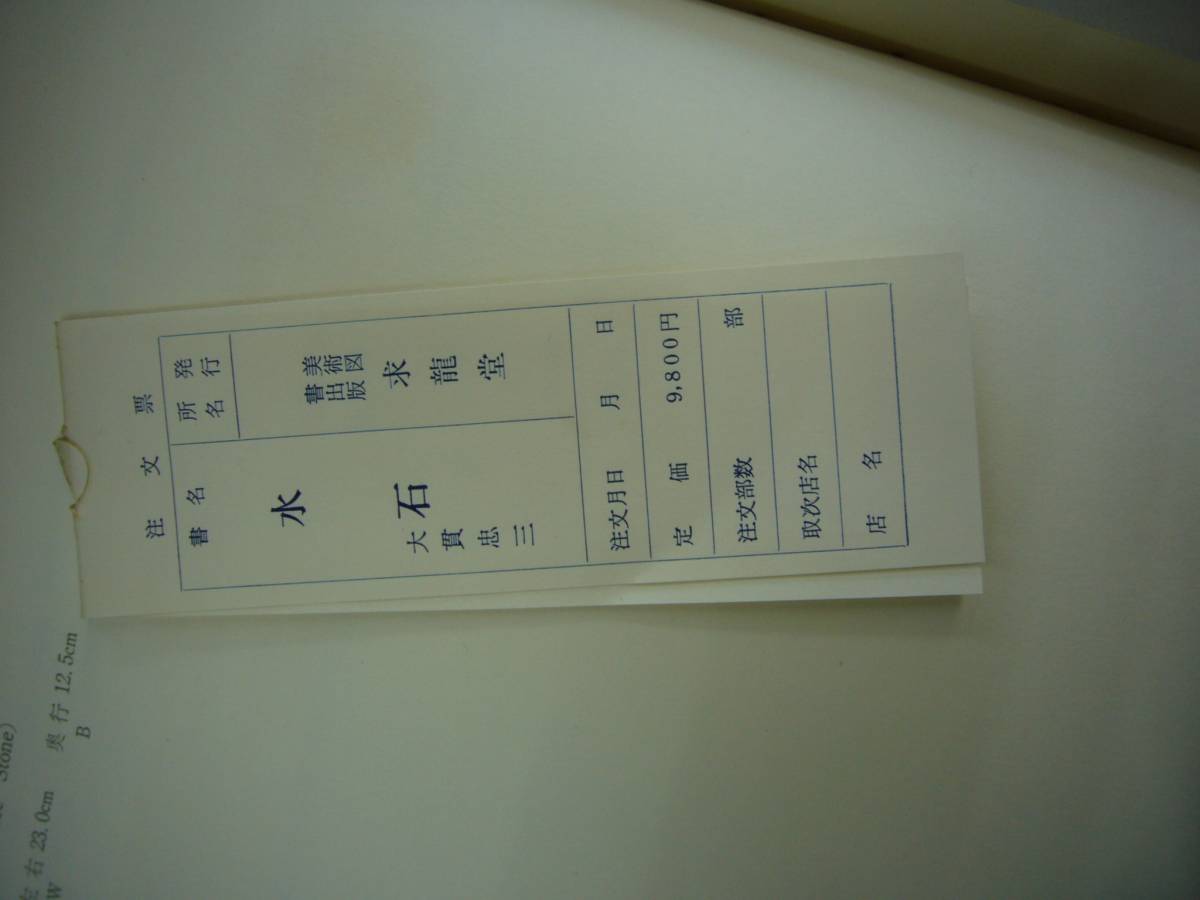 注文票
書名
水石
大貫忠三
発行所名
美術図書出版
求龍堂
注文月日 月 日
定価 9,800円
注文部数 部
取次店名
店名
Stone)
左右 23.0cm 奥行 12.5cm
W B